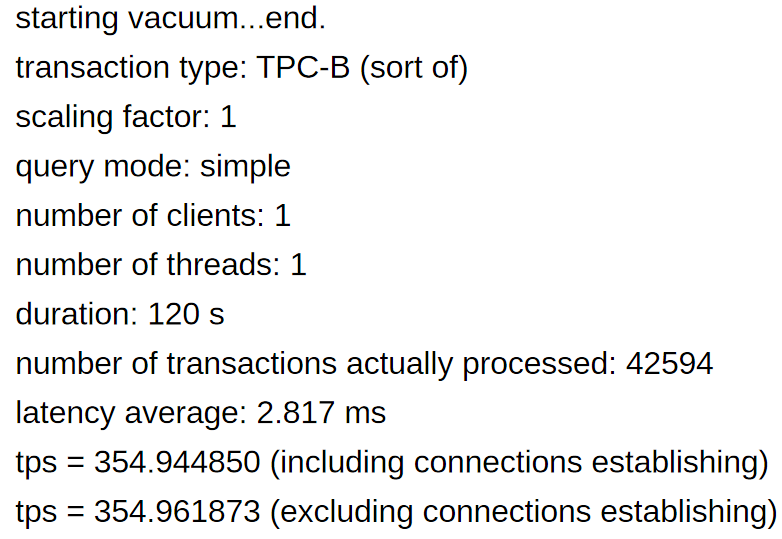 starting vacuum...end.
transaction type: TPC-B (sort of)
scaling factor: 1
query mode: simple
number of clients: 1
number of threads: 1
duration: 120 s
number of transactions actually processed: 42594
latency average: 2.817 ms
tps = 354.944850 (including connections establishing)
tps = 354.961873 (excluding connections establishing)